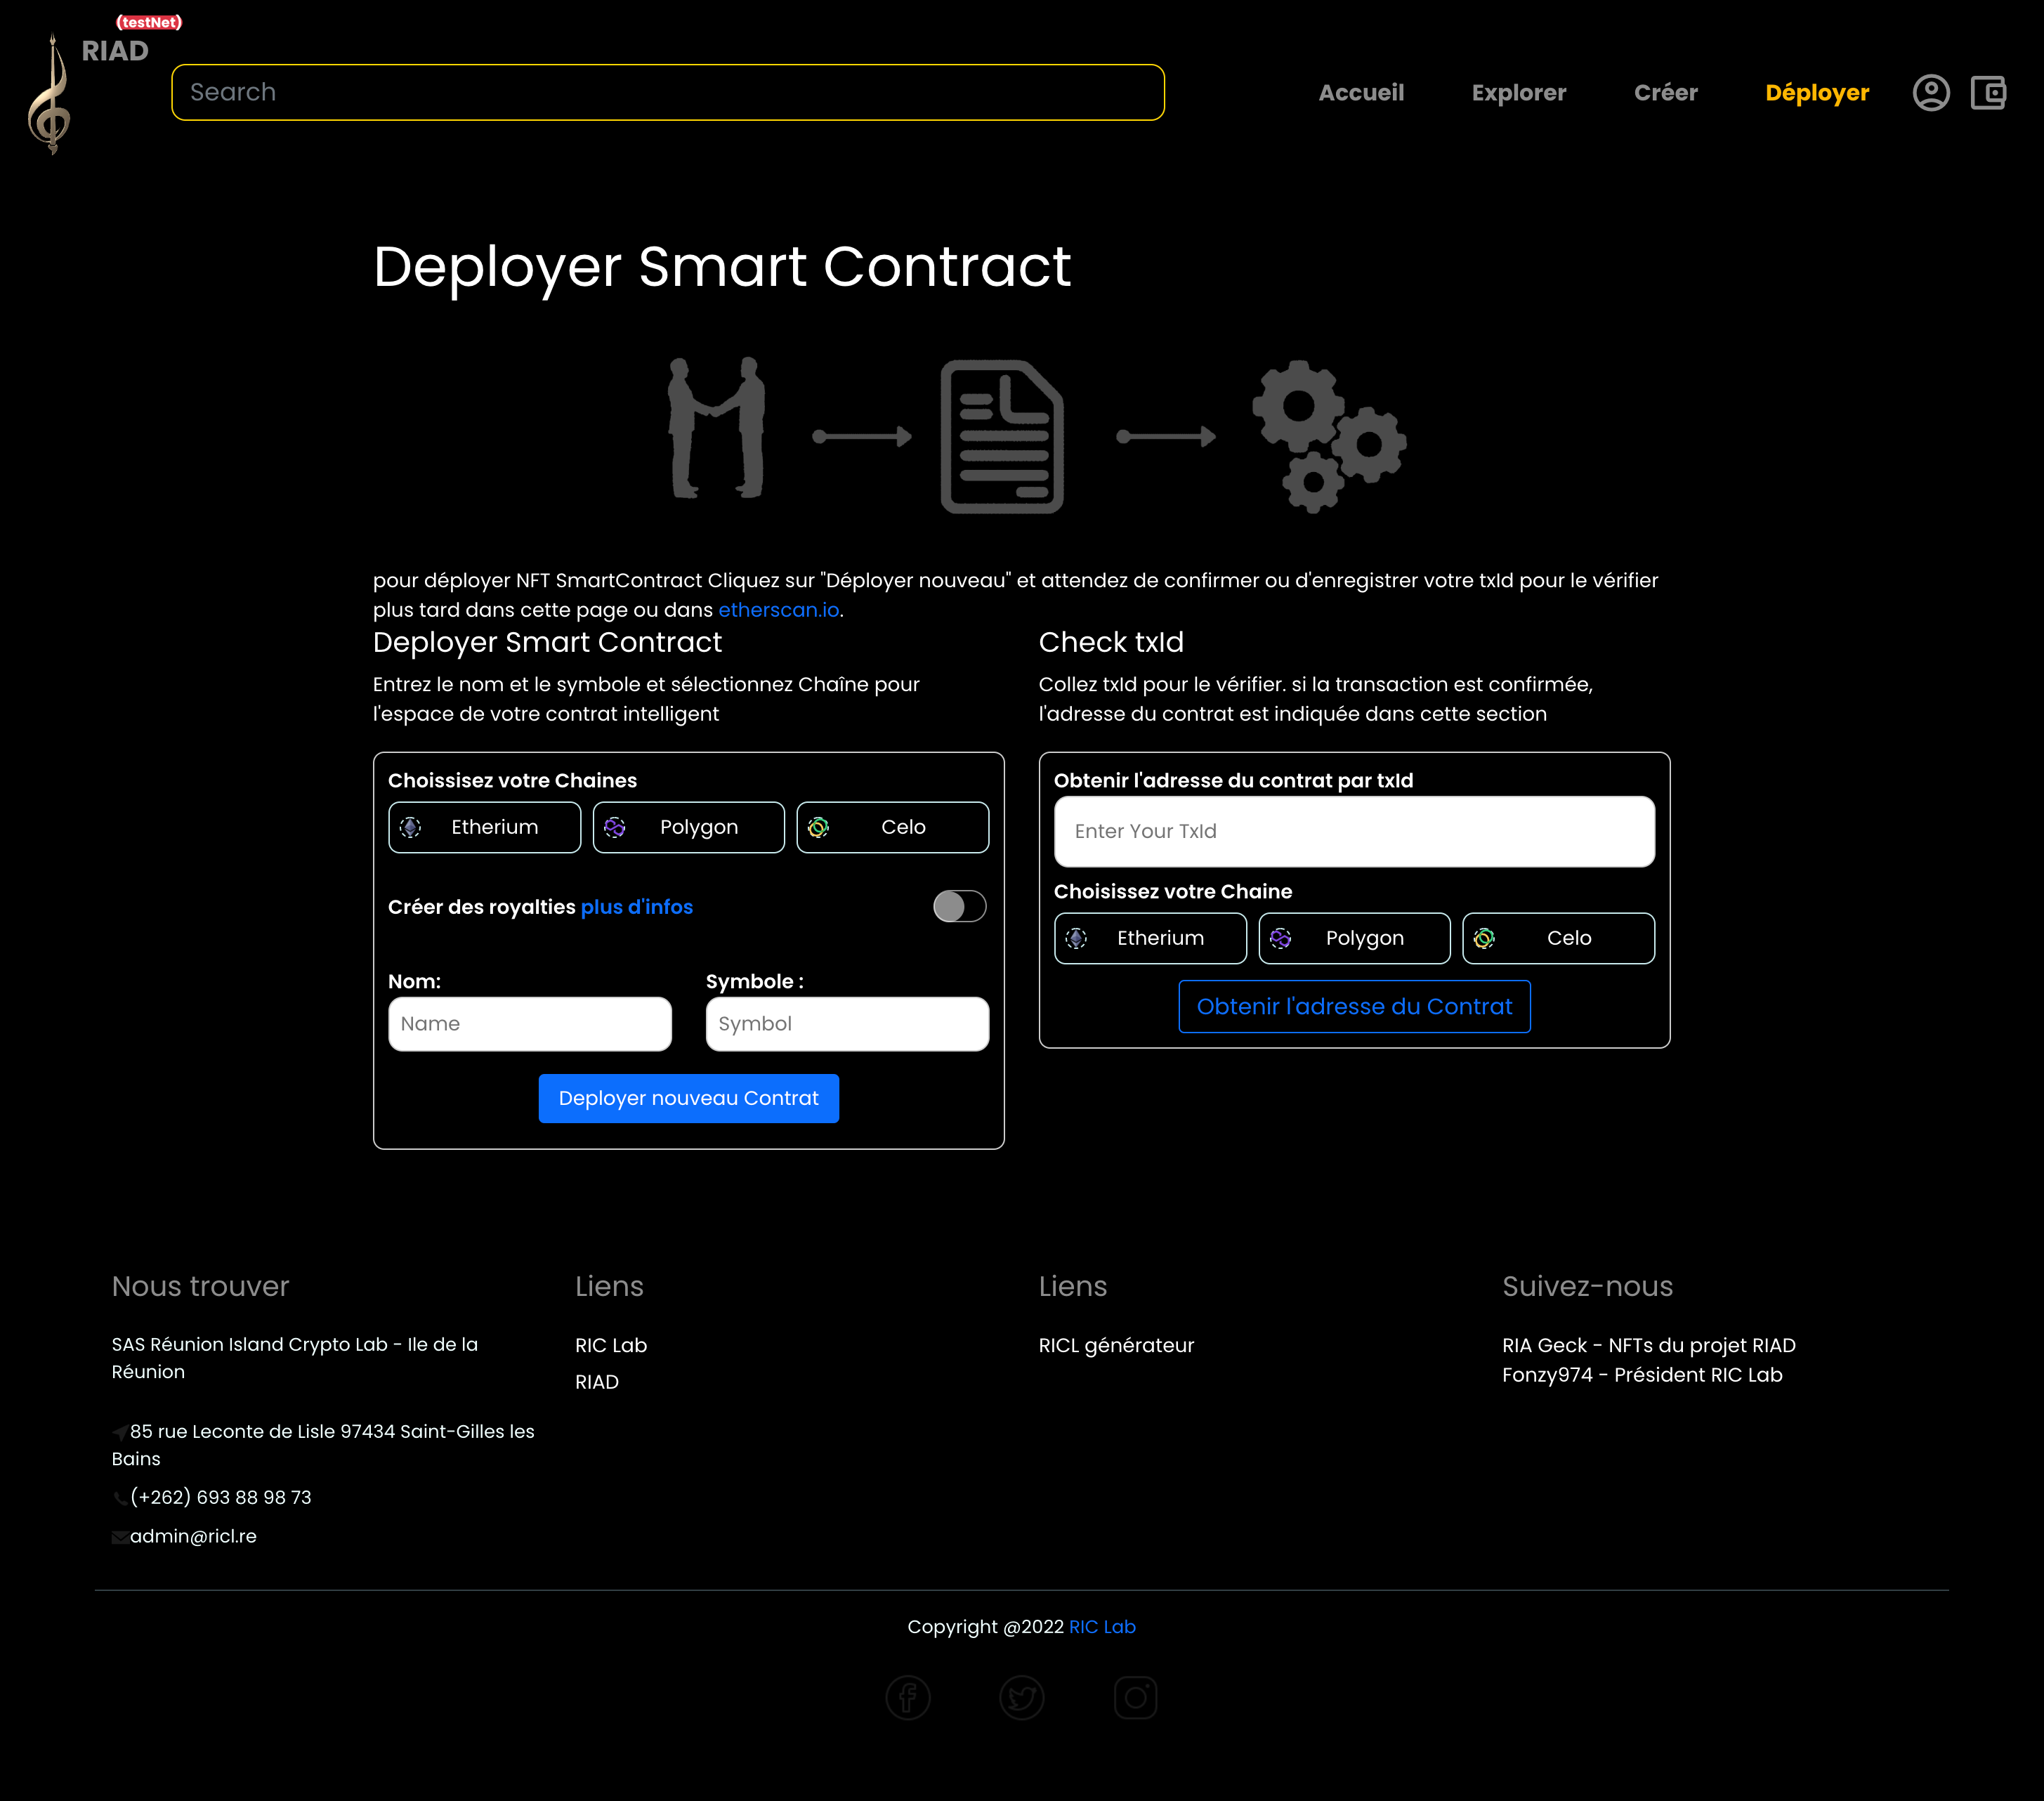 (testNet)
RIAD
Search
Accueil
Explorer
Créer
Déployer
Deployer Smart Contract
pour déployer NFT SmartContract Cliquez sur "Déployer nouveau" et attendez de confirmer ou d'enregistrer votre txId pour le vérifier
plus tard dans cette page ou dans etherscan.io.
Deployer Smart Contract
Entrez le nom et le symbole et sélectionnez Chaîne pour
l'espace de votre contrat intelligent
Choissisez votre Chaines
Etherium
Polygon
Celo
Créer des royalties plus d'infos
Nom:
Symbole :
Name
Symbol
Deployer nouveau Contrat
Check txId
Collez txId pour le vérifier. si la transaction est confirmée,
l'adresse du contrat est indiquée dans cette section
Obtenir l'adresse du contrat par txId
Enter Your TxId
Choisissez votre Chaine
Etherium
Polygon
Celo
Obtenir l'adresse du Contrat
Nous trouver
SAS Réunion Island Crypto Lab - Ile de la
Réunion
85 rue Leconte de Lisle 97434 Saint-Gilles les
Bains
(+262) 693 88 98 73
admin@ricl.re
Liens
RIC Lab
RIAD
Liens
RICL générateur
Suivez-nous
RIA Geck - NFTs du projet RIAD
Fonzy974 - Président RIC Lab
Copyright @2022 RIC Lab